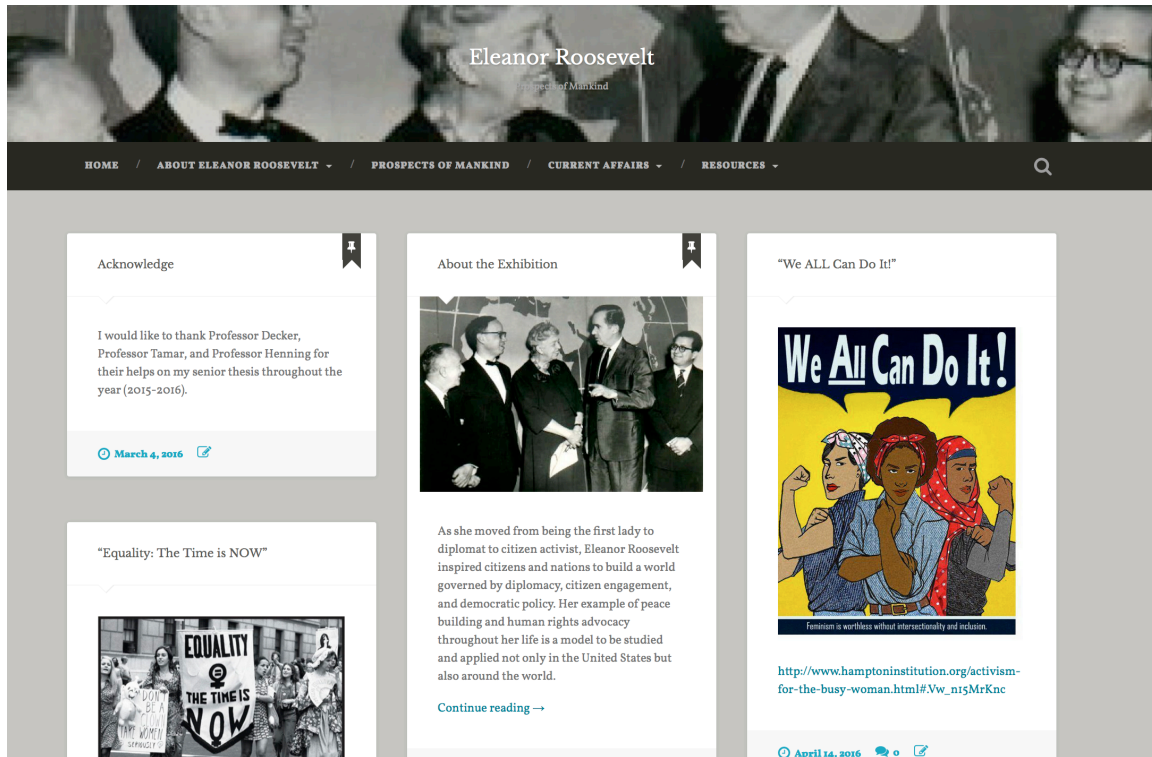 Eleanor Roosevelt
Prospects of Mankind
HOME / ABOUT ELEANOR ROOSEVELT / PROSPECTS OF MANKIND / CURRENT AFFAIRS / RESOURCES
Acknowledge
I would like to thank Professor Decker,
Professor Tamar, and Professor Henning for
their helps on my senior thesis throughout the
year (2015-2016).
March 4, 2016
"Equality: The Time is NOW"
EQUALITY
THE TIME IS
NOW
DON'T
BE A
TAKE WOMEN
SERIOUSLY
About the Exhibition
As she moved from being the first lady to
diplomat to citizen activist, Eleanor Roosevelt
inspired citizens and nations to build a world
governed by diplomacy, citizen engagement,
and democratic policy. Her example of peace
building and human rights advocacy
throughout her life is a model to be studied
and applied not only in the United States but
also around the world.
Continue reading →
“We ALL Can Do It!”
We All Can Do It!
Feminism is worthless without intersectionality and inclusion.
http://www.hamptoninstitution.org/activism-
for-the-busy-woman.html#.Vw_n15MrKnc
April 14, 2016 0